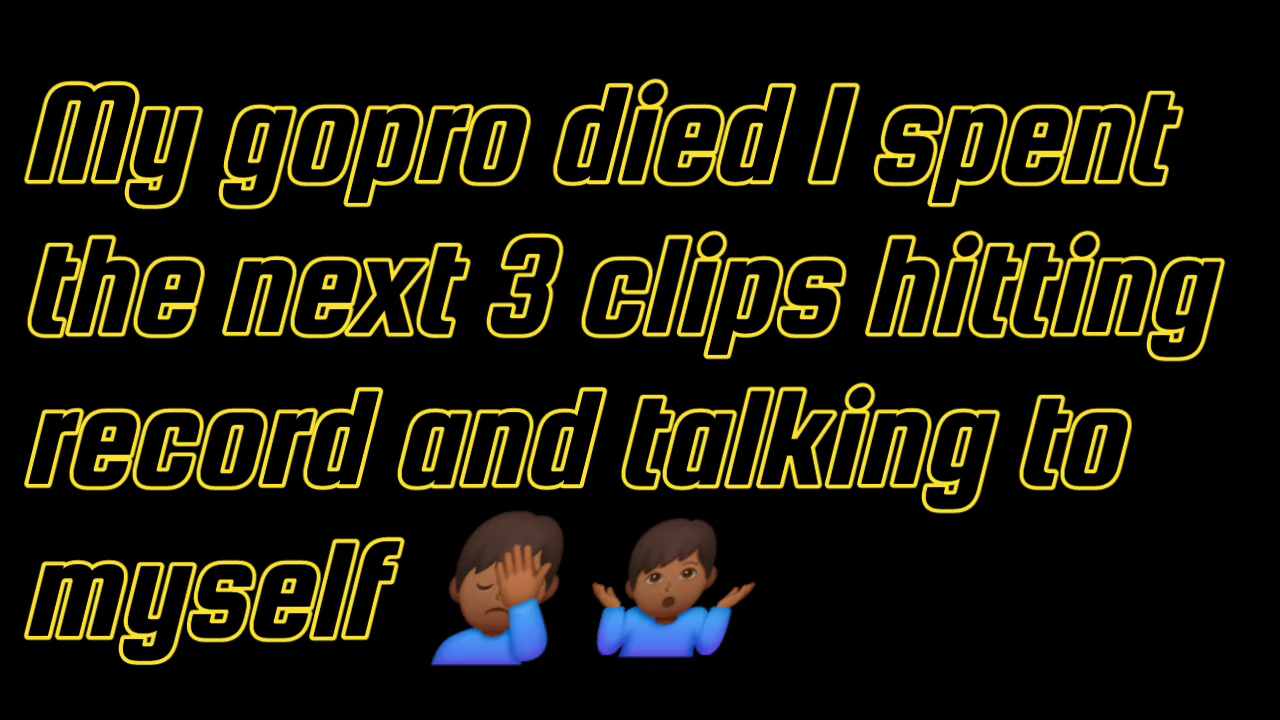 My gopro died I spent
the next 3 clips hitting
record and talking to
myself 🤦🏾‍♂️ 🤷🏾‍♂️